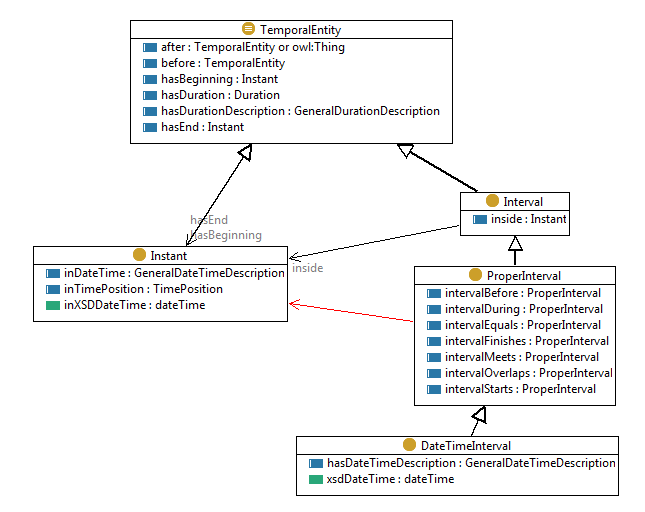 TemporalEntity
after : TemporalEntity or owl:Thing
before : TemporalEntity
hasBeginning : Instant
hasDuration : Duration
hasDurationDescription : GeneralDurationDescription
hasEnd : Instant
Interval
inside : Instant
hasEnd
hasBeginning
Instant
inDateTime : GeneralDateTimeDescription
inTimePosition : TimePosition
inXSDDateTime : dateTime
inside
ProperInterval
intervalBefore : ProperInterval
intervalDuring : ProperInterval
intervalEquals : ProperInterval
intervalFinishes : ProperInterval
intervalMeets : ProperInterval
intervalOverlaps : ProperInterval
intervalStarts : ProperInterval
DateTimeInterval
hasDateTimeDescription : GeneralDateTimeDescription
xsdDateTime : dateTime